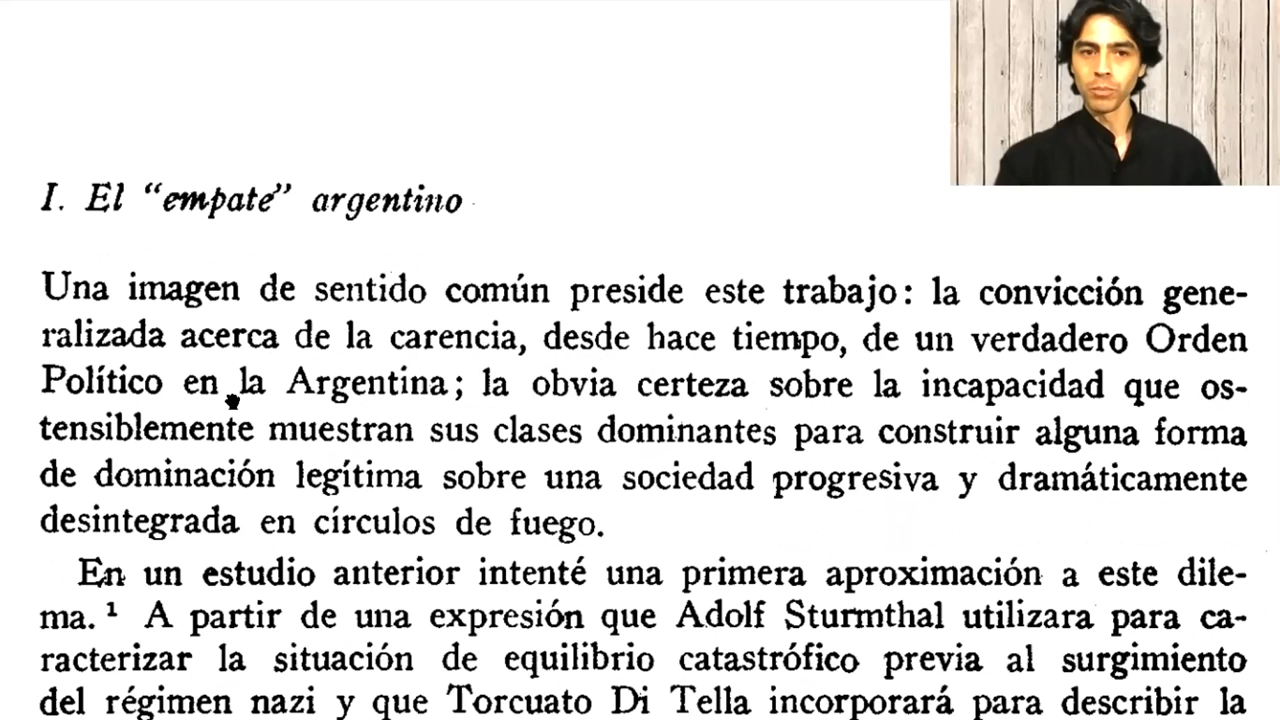 I. El “empate” argentino
Una imagen de sentido común preside este trabajo: la convicción gene-
ralizada acerca de la carencia, desde hace tiempo, de un verdadero Orden
Político en la Argentina; la obvia certeza sobre la incapacidad que os-
tensiblemente muestran sus clases dominantes para construir alguna forma
de dominación legítima sobre una sociedad progresiva y dramáticamente
desintegrada en círculos de fuego.
En un estudio anterior intenté una primera aproximación a este dile-
ma.¹ A partir de una expresión que Adolf Sturmthal utilizara para ca-
racterizar la situación de equilibrio catastrófico previa al surgimiento
del régimen nazi y que Torcuato Di Tella incorporará para describir la